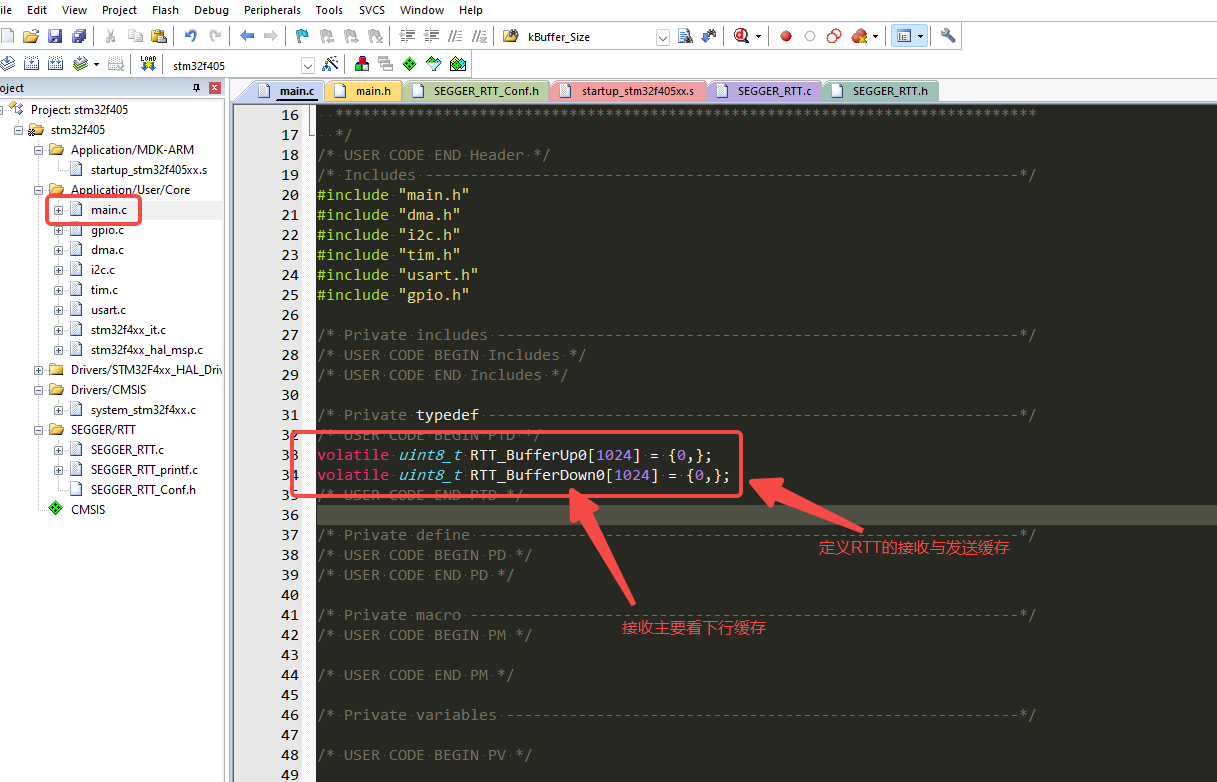 ile Edit View Project Flash Debug Peripherals Tools SVCS Window Help
kBuffer_Size
LOAD
stm32f405
oject
main.c main.h SEGGER_RTT_Conf.h startup_stm32f405xx.s SEGGER_RTT.c SEGGER_RTT.h
Project: stm32f405
stm32f405
Application/MDK-ARM
startup_stm32f405xx.s
Application/User/Core
main.c
gpio.c
dma.c
i2c.c
tim.c
usart.c
stm32f4xx_it.c
stm32f4xx_hal_msp.c
Drivers/STM32F4xx_HAL_Driv
Drivers/CMSIS
system_stm32f4xx.c
SEGGER/RTT
SEGGER_RTT.c
SEGGER_RTT_printf.c
SEGGER_RTT_Conf.h
CMSIS
16 ******************************************************************************
17 */
18 /* USER CODE END Header */
19 /* Includes ------------------------------------------------------------------*/
20 #include "main.h"
21 #include "dma.h"
22 #include "i2c.h"
23 #include "tim.h"
24 #include "usart.h"
25 #include "gpio.h"
26
27 /* Private includes ----------------------------------------------------------*/
28 /* USER CODE BEGIN Includes */
29 /* USER CODE END Includes */
30
31 /* Private typedef -----------------------------------------------------------*/
32 /* USER CODE BEGIN PTD */
33 volatile uint8_t RTT_BufferUp0[1024] = {0,};
34 volatile uint8_t RTT_BufferDown0[1024] = {0,};
35 /* USER CODE END PTD */
36
37 /* Private define ------------------------------------------------------------*/
38 /* USER CODE BEGIN PD */
定义RTT的接收与发送缓存
39 /* USER CODE END PD */
40
41 /* Private macro -------------------------------------------------------------*/
接收主要看下行缓存
42 /* USER CODE BEGIN PM */
43
44 /* USER CODE END PM */
45
46 /* Private variables ---------------------------------------------------------*/
47
48 /* USER CODE BEGIN PV */
49